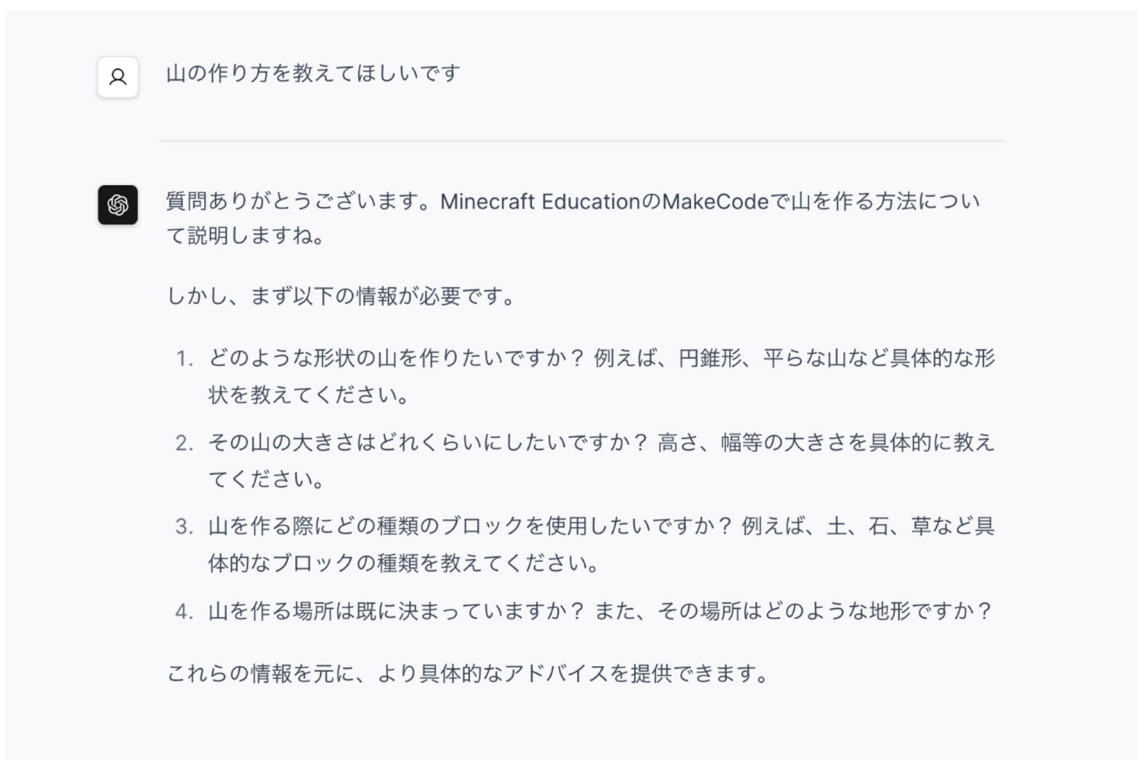 山の作り方を教えてほしいです
質問ありがとうございます。Minecraft EducationのMakeCodeで山を作る方法につい
て説明しますね。
しかし、まず以下の情報が必要です。
1. どのような形状の山を作りたいですか？ 例えば、円錐形、平らな山など具体的な形
状を教えてください。
2. その山の大きさはどれくらいにしたいですか？ 高さ、幅等の大きさを具体的に教え
てください。
3. 山を作る際にどの種類のブロックを使用したいですか？ 例えば、土、石、草など具
体的なブロックの種類を教えてください。
4. 山を作る場所は既に決まっていますか？ また、その場所はどのような地形ですか？
これらの情報を元に、より具体的なアドバイスを提供できます。